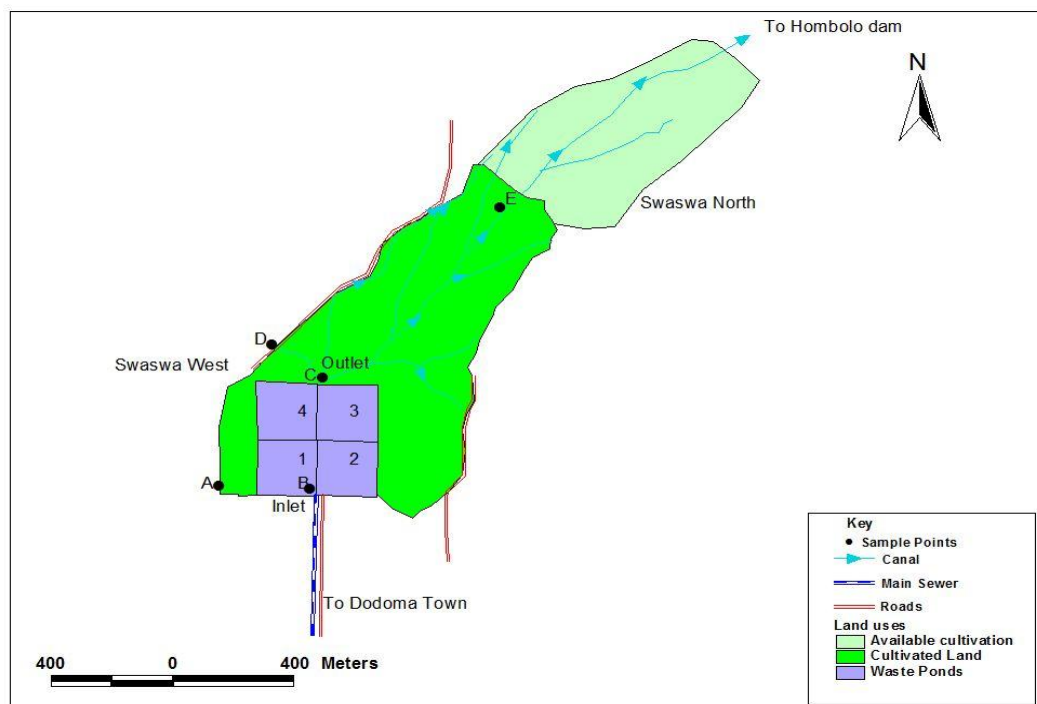 To Hombolo dam
N
Swaswa North
E
D
Swaswa West
Outlet
C
4 3
1 2
A
B
Inlet
To Dodoma Town
400 0 400 Meters
Key
Sample Points
Canal
Main Sewer
Roads
Land uses
Available cultivation
Cultivated Land
Waste Ponds